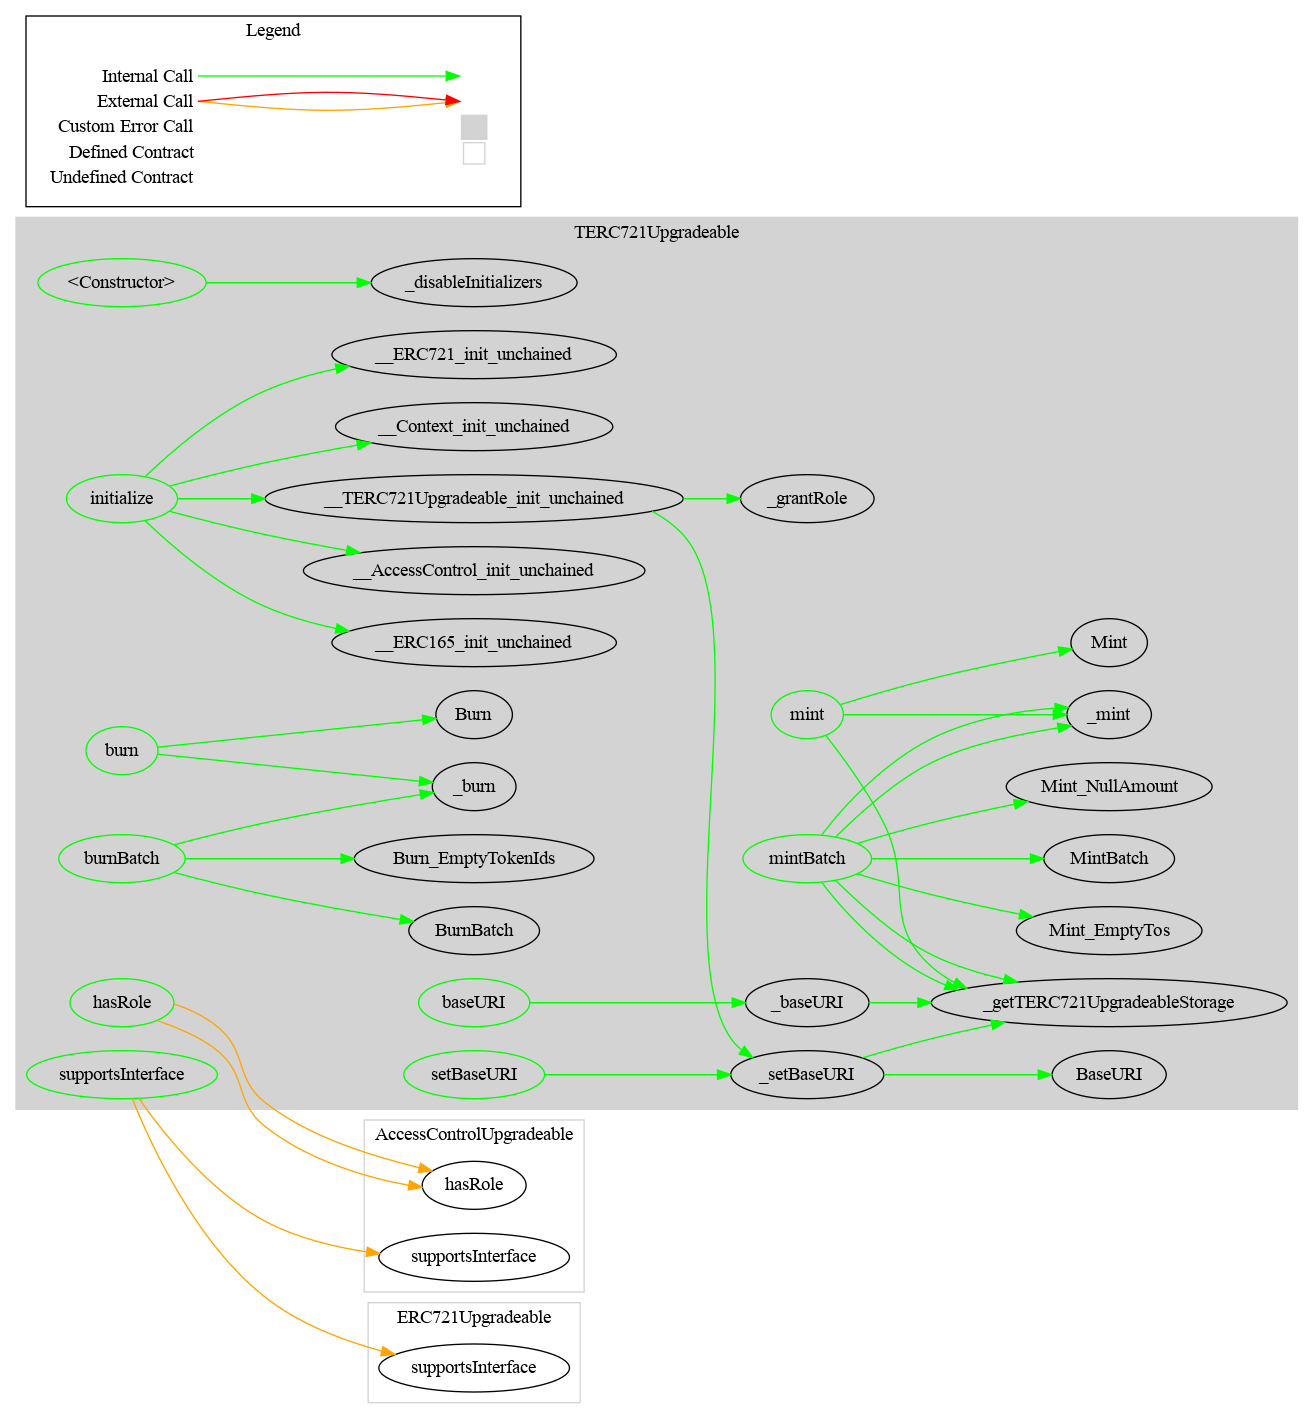 Legend
Internal Call
External Call
Custom Error Call
Defined Contract
Undefined Contract
TERC721Upgradeable
<Constructor>
_disableInitializers
__ERC721_init_unchained
__Context_init_unchained
initialize
__TERC721Upgradeable_init_unchained
_grantRole
__AccessControl_init_unchained
__ERC165_init_unchained
Mint
burn
Burn
mint
_mint
_burn
Mint_NullAmount
burnBatch
Burn_EmptyTokenIds
mintBatch
MintBatch
BurnBatch
Mint_EmptyTos
hasRole
baseURI
_baseURI
_getTERC721UpgradeableStorage
supportsInterface
setBaseURI
_setBaseURI
BaseURI
AccessControlUpgradeable
hasRole
supportsInterface
ERC721Upgradeable
supportsInterface